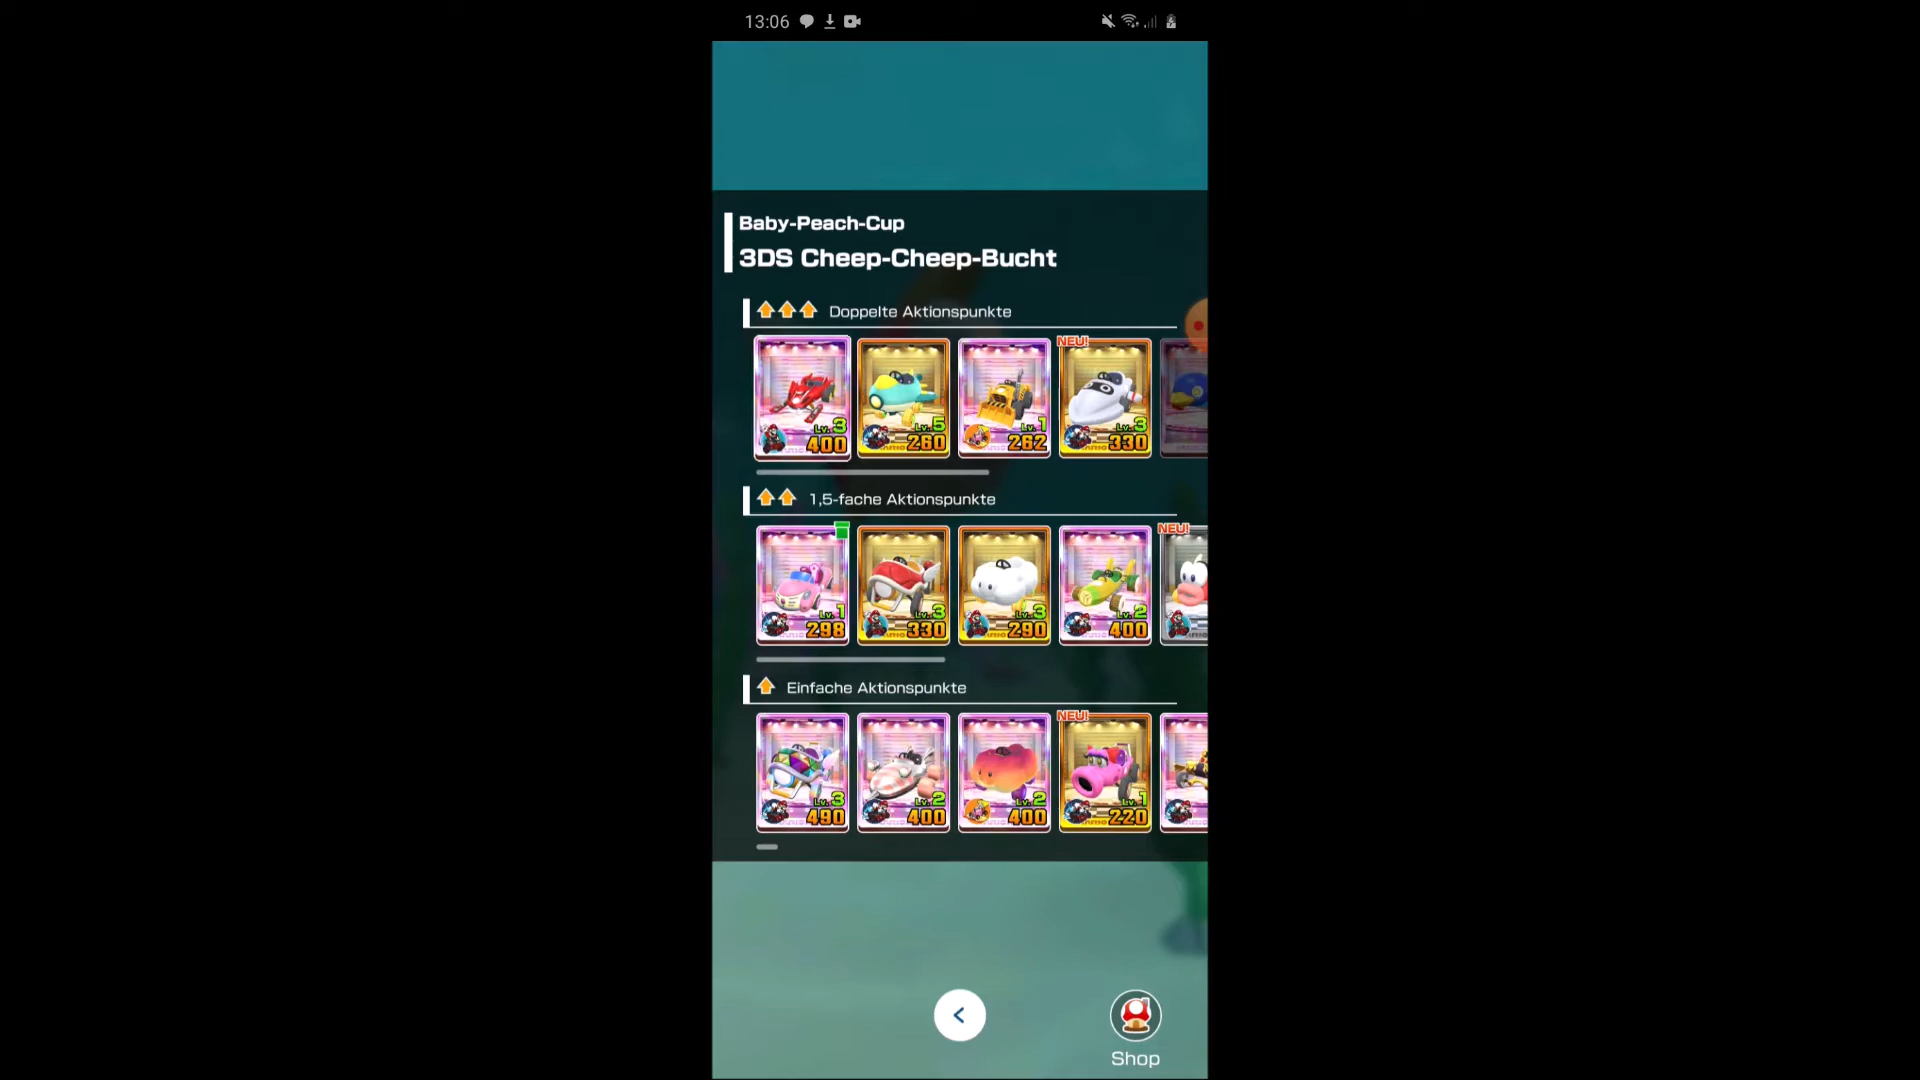 13:06
Baby-Peach-Cup
3DS Cheep-Cheep-Bucht
Doppelte Aktionspunkte
NEU!
Lv.3 Lv.5 Lv.1 Lv.3
400 260 262 330
1,5-fache Aktionspunkte
NEU!
Lv.1 Lv.3 Lv.3 Lv.2
298 330 290 400
Einfache Aktionspunkte
NEU!
Lv.3 Lv.2 Lv.2 Lv.1
490 400 400 220
Shop